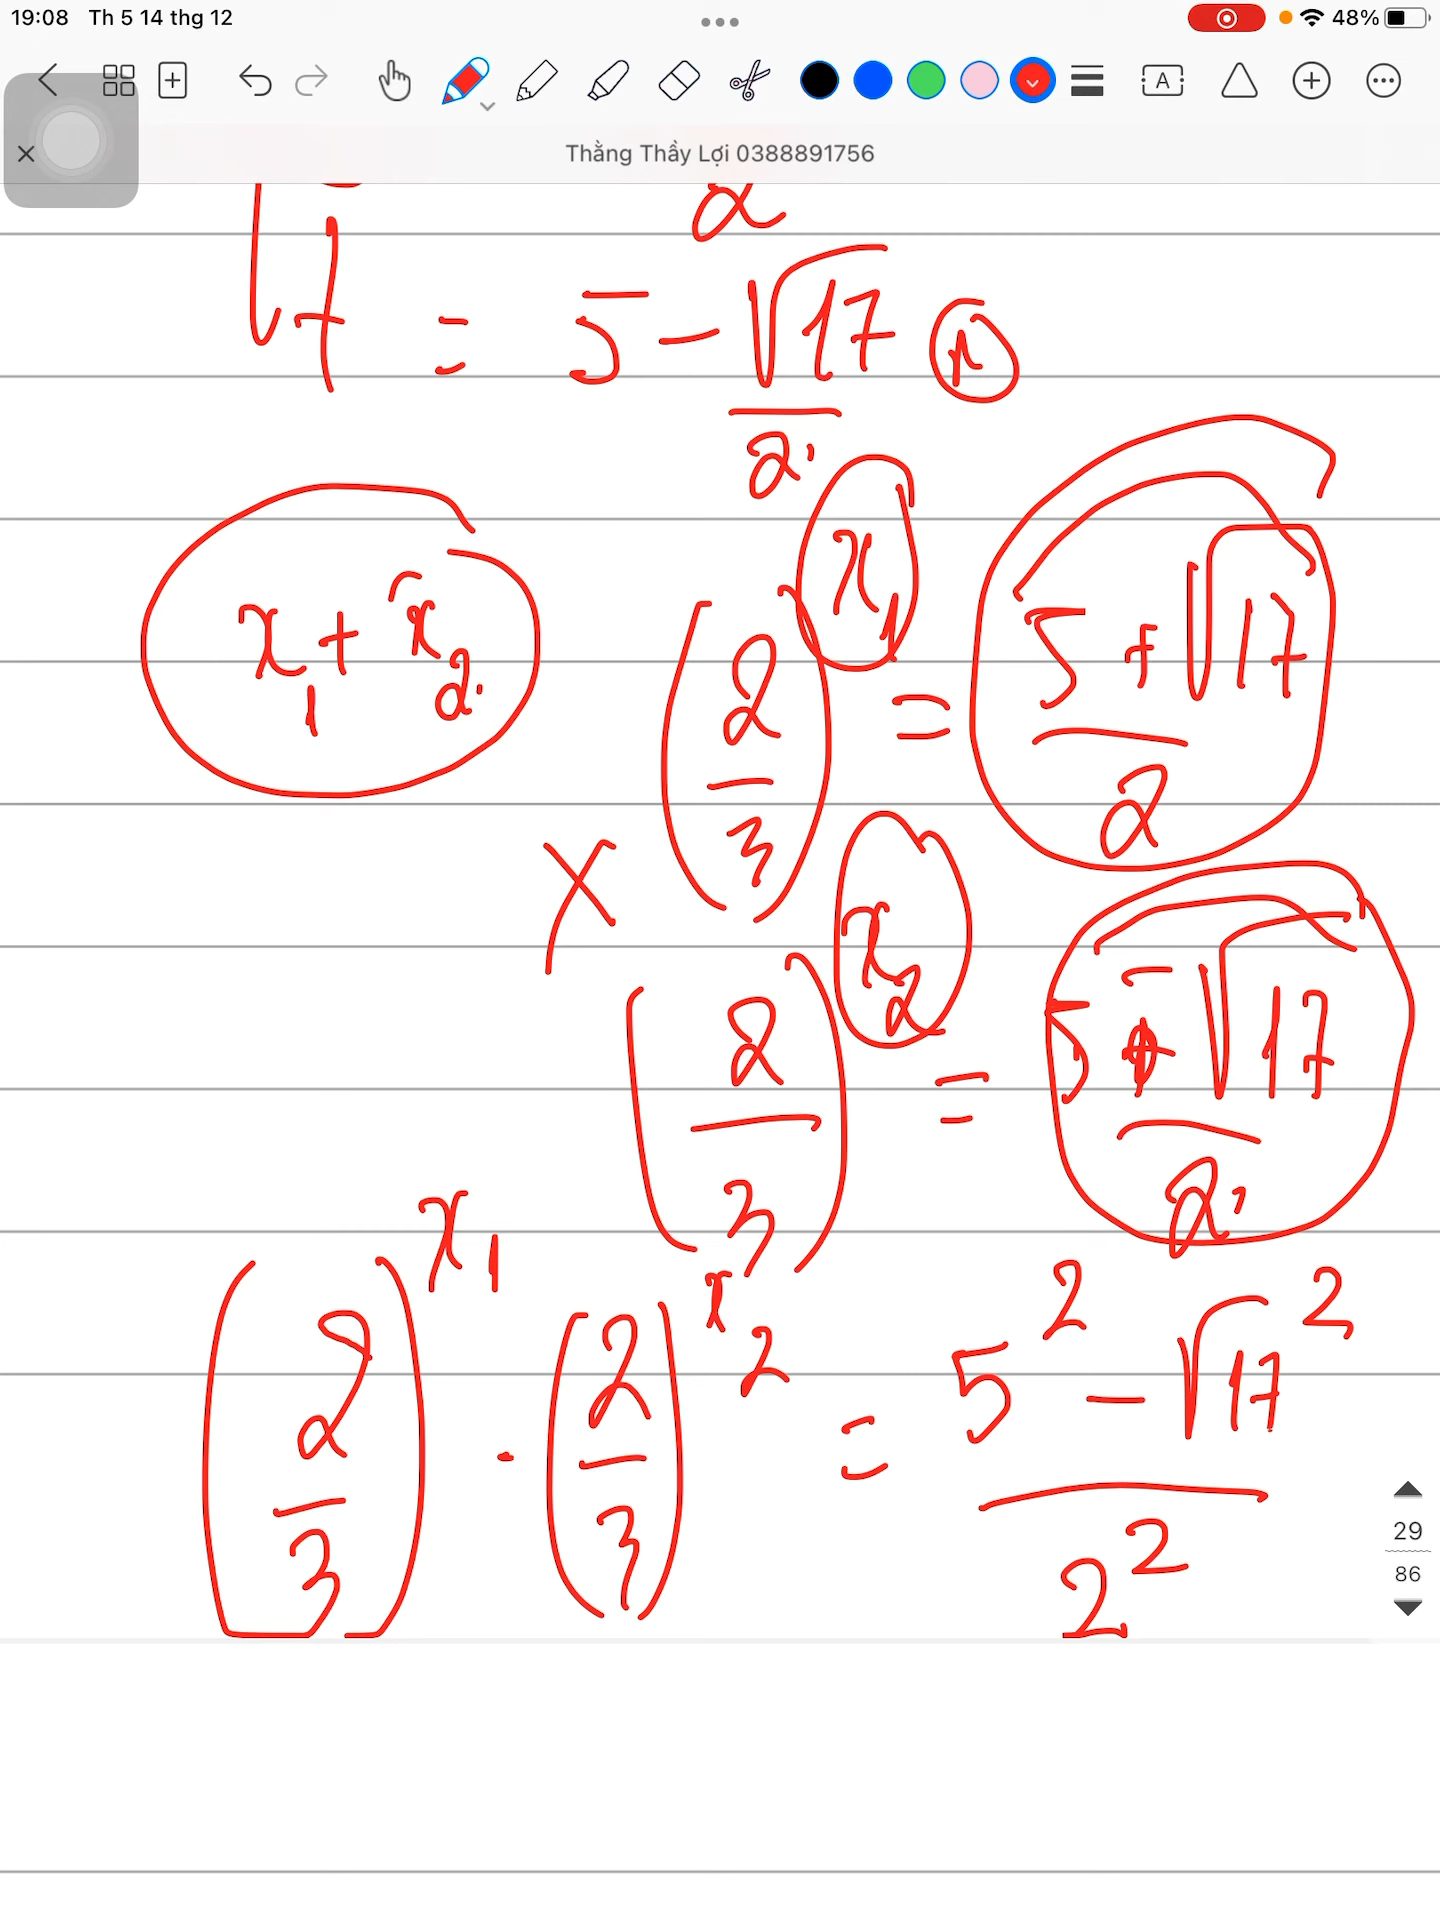 19:08 Th 5 14 thg 12 48%
A
Thằng Thầy Lợi 0388891756
2
t = 5 - √17 n
2
x₁ + x₂
(2/3)^x₁ = (5 + √17)/2
×
(2/3)^x₂ = (5 - √17)/2
(2/3)^x₁ · (2/3)^x₂ = (5² - √17²)/2²
29
86